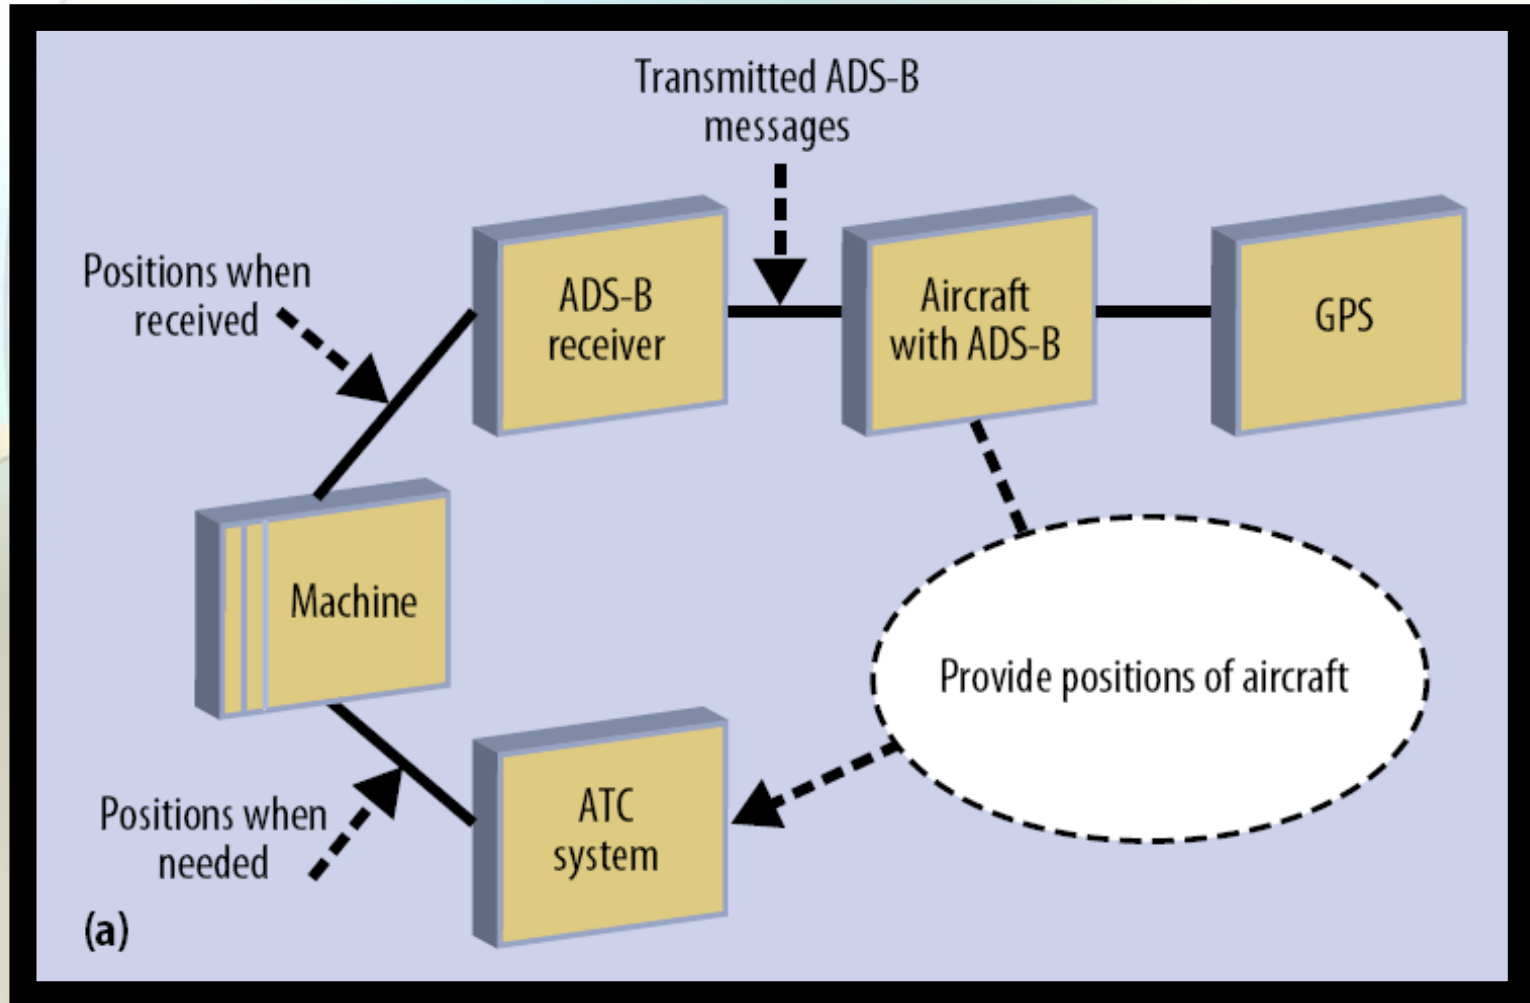 Transmitted ADS-B
messages
Positions when
received
ADS-B
receiver
Aircraft
with ADS-B
GPS
Machine
Provide positions of aircraft
Positions when
needed
ATC
system
(a)